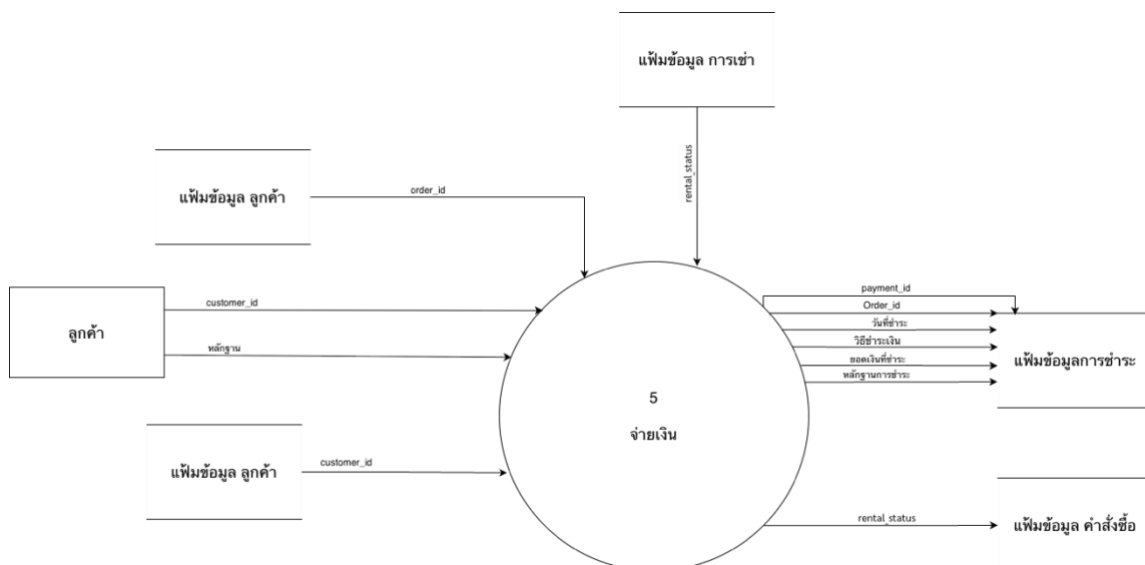 แฟ้มข้อมูล การเช่า
rental_status
แฟ้มข้อมูล ลูกค้า
order_id
ลูกค้า
customer_id
หลักฐาน
แฟ้มข้อมูล ลูกค้า
customer_id
5
จ่ายเงิน
payment_id
Order_id
วันที่ชำระ
วิธีชำระเงิน
ยอดเงินที่ชำระ
หลักฐานการชำระ
แฟ้มข้อมูลการชำระ
rental_status
แฟ้มข้อมูล คำสั่งซื้อ